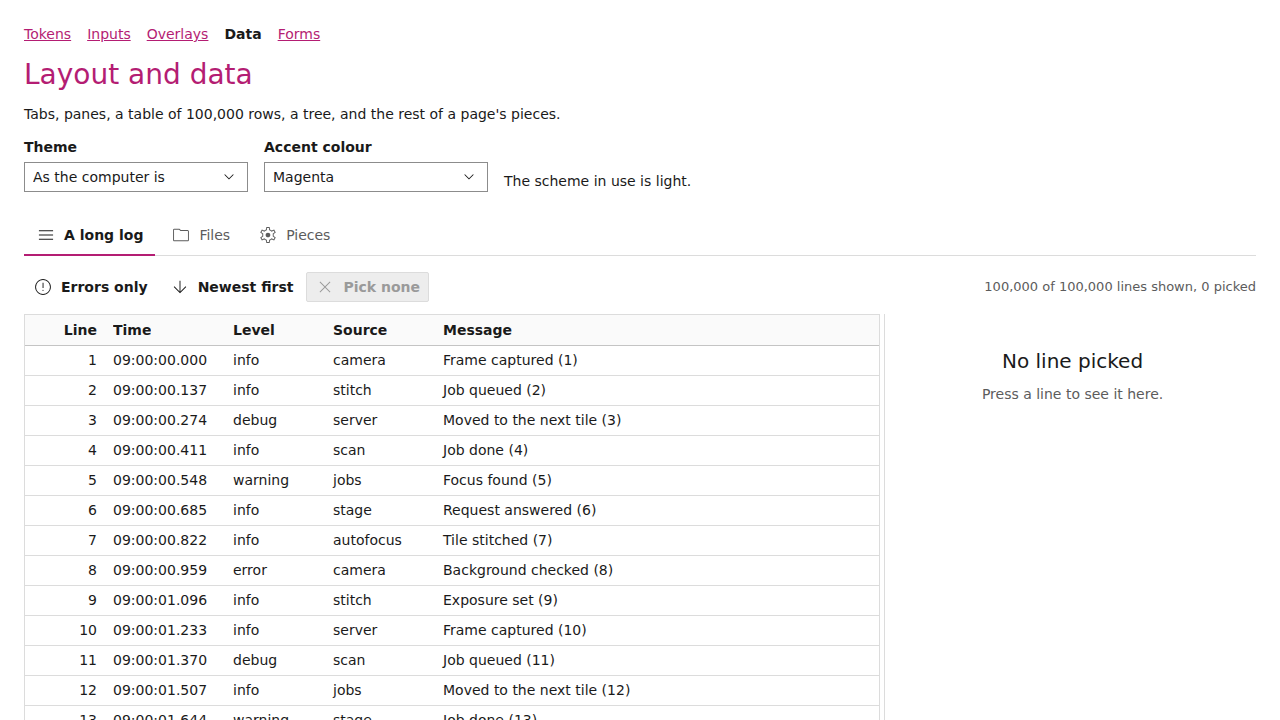 Tokens Inputs Overlays Data Forms
Layout and data
Tabs, panes, a table of 100,000 rows, a tree, and the rest of a page's pieces.
Theme Accent colour
As the computer is Magenta The scheme in use is light.
A long log Files Pieces
Errors only Newest first Pick none 100,000 of 100,000 lines shown, 0 picked
Line Time Level Source Message
1 09:00:00.000 info camera Frame captured (1)
2 09:00:00.137 info stitch Job queued (2)
3 09:00:00.274 debug server Moved to the next tile (3)
4 09:00:00.411 info scan Job done (4)
5 09:00:00.548 warning jobs Focus found (5)
6 09:00:00.685 info stage Request answered (6)
7 09:00:00.822 info autofocus Tile stitched (7)
8 09:00:00.959 error camera Background checked (8)
9 09:00:01.096 info stitch Exposure set (9)
10 09:00:01.233 info server Frame captured (10)
11 09:00:01.370 debug scan Job queued (11)
12 09:00:01.507 info jobs Moved to the next tile (12)
13 09:00:01.644 warning stage Job done (13)
No line picked
Press a line to see it here.